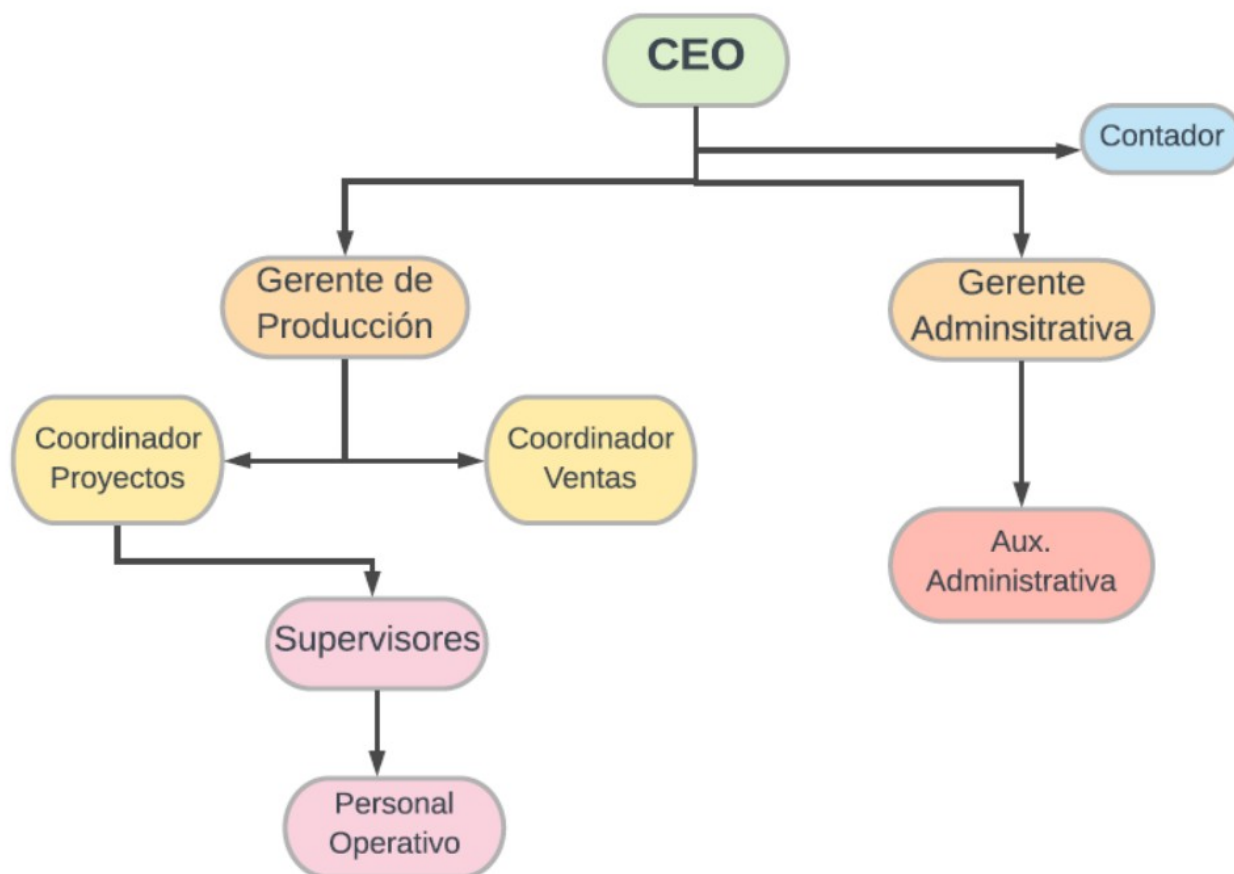 CEO
Contador
Gerente de
Producción
Gerente
Adminsitrativa
Coordinador
Proyectos
Coordinador
Ventas
Aux.
Administrativa
Supervisores
Personal
Operativo